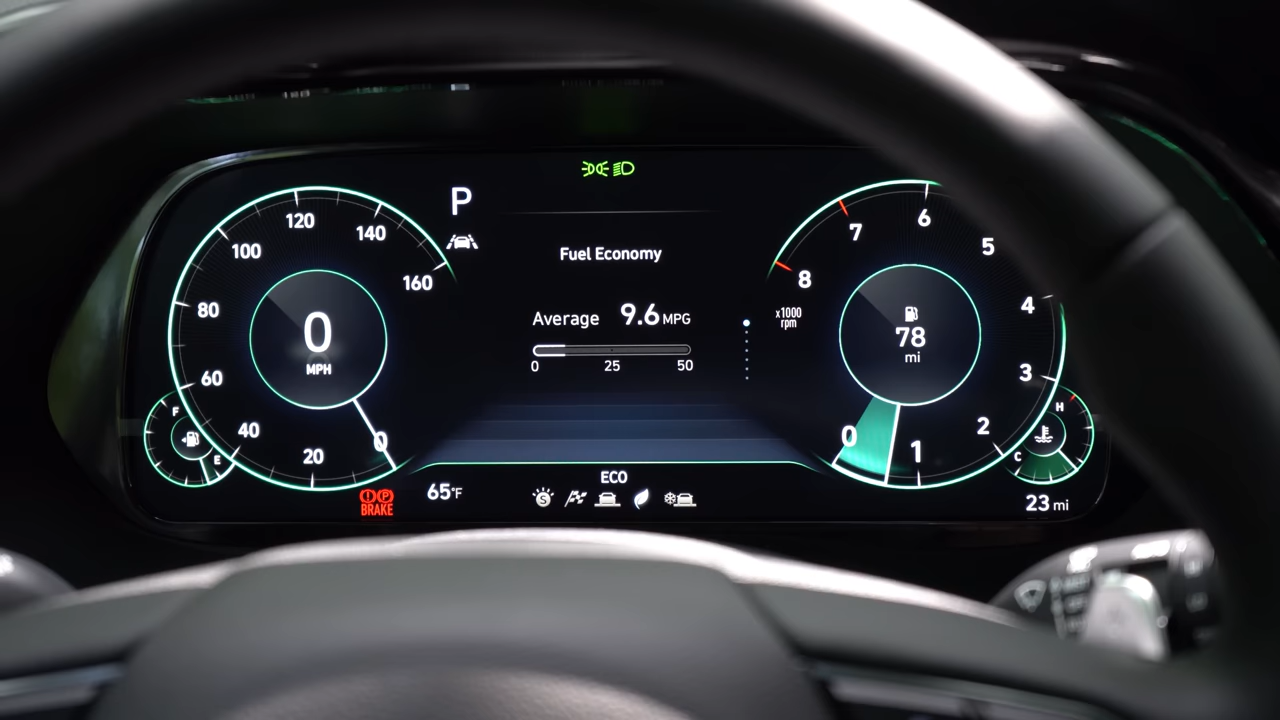 P
Fuel Economy
Average 9.6 MPG
0 25 50
0
20
40
60
80
100
120
140
160
0
MPH
F
E
8
7
6
5
4
3
2
1
0
x1000
rpm
78
mi
H
C
ECO
65°F
BRAKE
23 mi